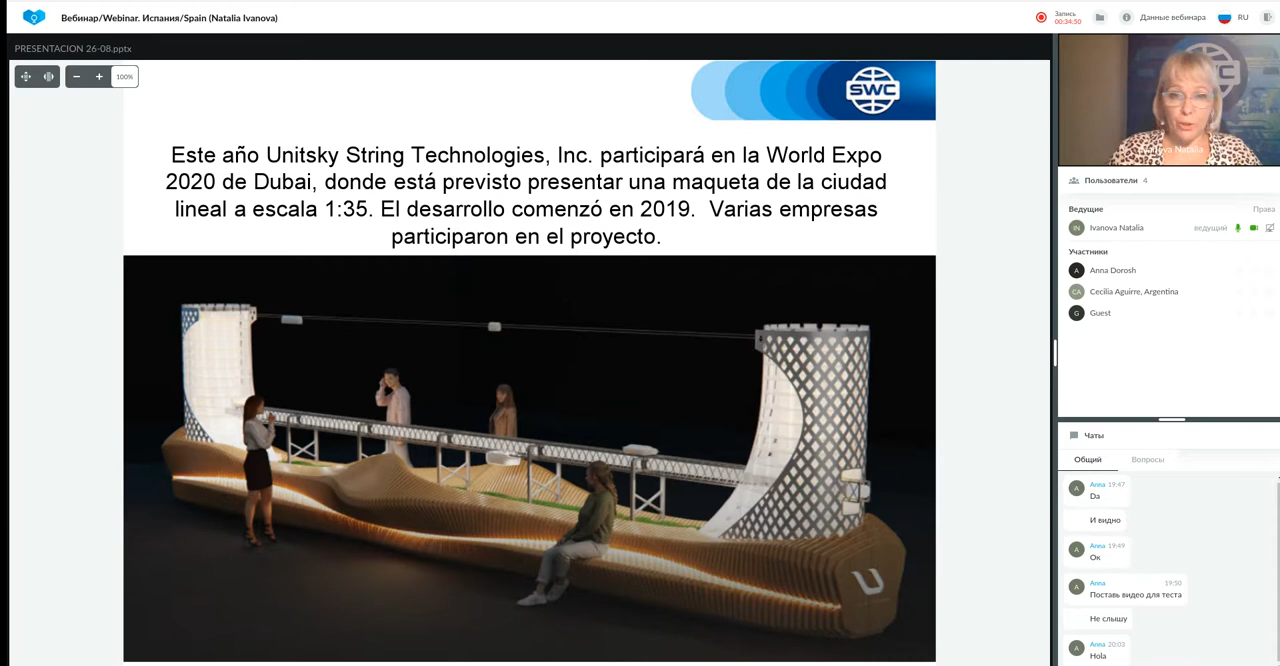 Вебинар/Webinar. Испания/Spain (Natalia Ivanova)
Запись
00:34:50
Данные вебинара
RU
PRESENTACION 26-08.pptx
100%
SWC
Este año Unitsky String Technologies, Inc. participará en la World Expo
2020 de Dubai, donde está previsto presentar una maqueta de la ciudad
lineal a escala 1:35. El desarrollo comenzó en 2019.  Varias empresas
participaron en el proyecto.
U
Ivanova Natalia
Пользователи 4
Ведущие
Права
IN
Ivanova Natalia
ведущий
Участники
A
Anna Dorosh
CA
Cecilia Aguirre, Argentina
G
Guest
Чаты
Общий
Вопросы
A
Anna 19:47
Da
И видно
A
Anna 19:49
Ок
A
Anna 19:50
Поставь видео для теста
Не слышу
A
Anna 20:03
Hola